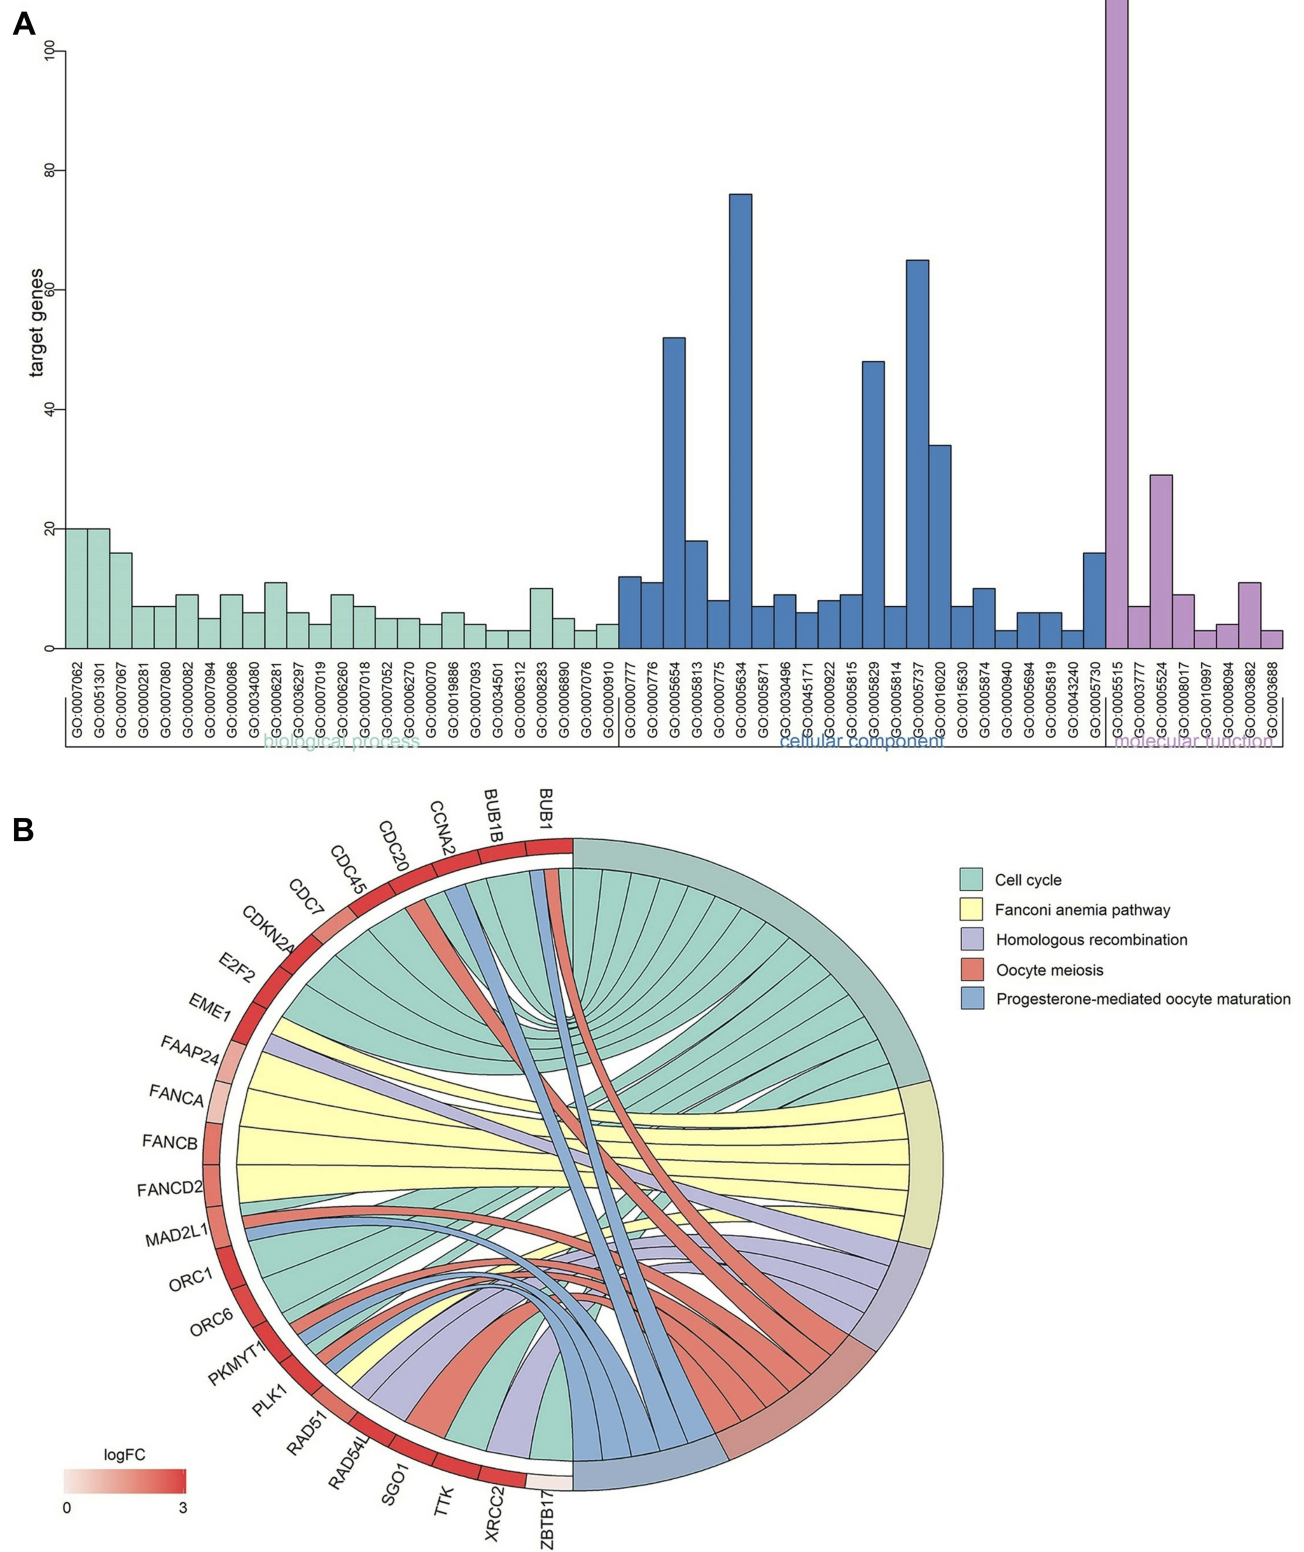 A
target genes
100
80
60
40
20
0
GO:0007062
GO:0051301
GO:0007067
GO:0000281
GO:0007080
GO:0000082
GO:0007094
GO:0000086
GO:0034080
GO:0006281
GO:0036297
GO:0007019
GO:0006260
GO:0007018
GO:0007052
GO:0006270
GO:0000070
GO:0019886
GO:0007093
GO:0034501
GO:0006312
GO:0008283
GO:0006890
GO:0007076
GO:0000910
GO:0000777
GO:0000776
GO:0005654
GO:0005813
GO:0000775
GO:0005634
GO:0005871
GO:0030496
GO:0045171
GO:0000922
GO:0005815
GO:0005829
GO:0005814
GO:0005737
GO:0016020
GO:0015630
GO:0005874
GO:0000940
GO:0005694
GO:0005819
GO:0043240
GO:0005730
GO:0005515
GO:0003777
GO:0005524
GO:0008017
GO:0010997
GO:0008094
GO:0003682
GO:0003688
biological process
cellular component
molecular function
B
BUB1
BUB1B
CCNA2
CDC20
CDC45
CDC7
CDKN2A
E2F2
EME1
FAAP24
FANCA
FANCB
FANCD2
MAD2L1
ORC1
ORC6
PKMYT1
PLK1
RAD51
RAD54L
SGO1
TTK
XRCC2
ZBTB17
Cell cycle
Fanconi anemia pathway
Homologous recombination
Oocyte meiosis
Progesterone-mediated oocyte maturation
logFC
0
3